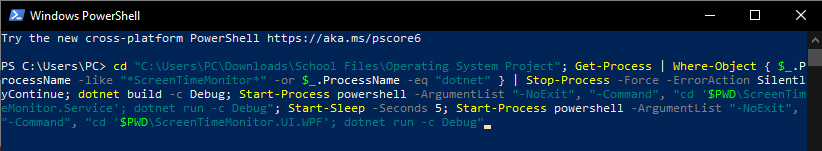 Windows PowerShell
Try the new cross-platform PowerShell https://aka.ms/pscore6
PS C:\Users\PC> cd "C:\Users\PC\Downloads\School Files\Operating System Project"; Get-Process | Where-Object { $_.P
rocessName -like "*ScreenTimeMonitor*" -or $_.ProcessName -eq "dotnet" } | Stop-Process -Force -ErrorAction Silentl
yContinue; dotnet build -c Debug; Start-Process powershell -ArgumentList "-NoExit", "-Command", "cd '$PWD\ScreenTim
eMonitor.Service'; dotnet run -c Debug"; Start-Sleep -Seconds 5; Start-Process powershell -ArgumentList "-NoExit",
"-Command", "cd '$PWD\ScreenTimeMonitor.UI.WPF'; dotnet run -c Debug"